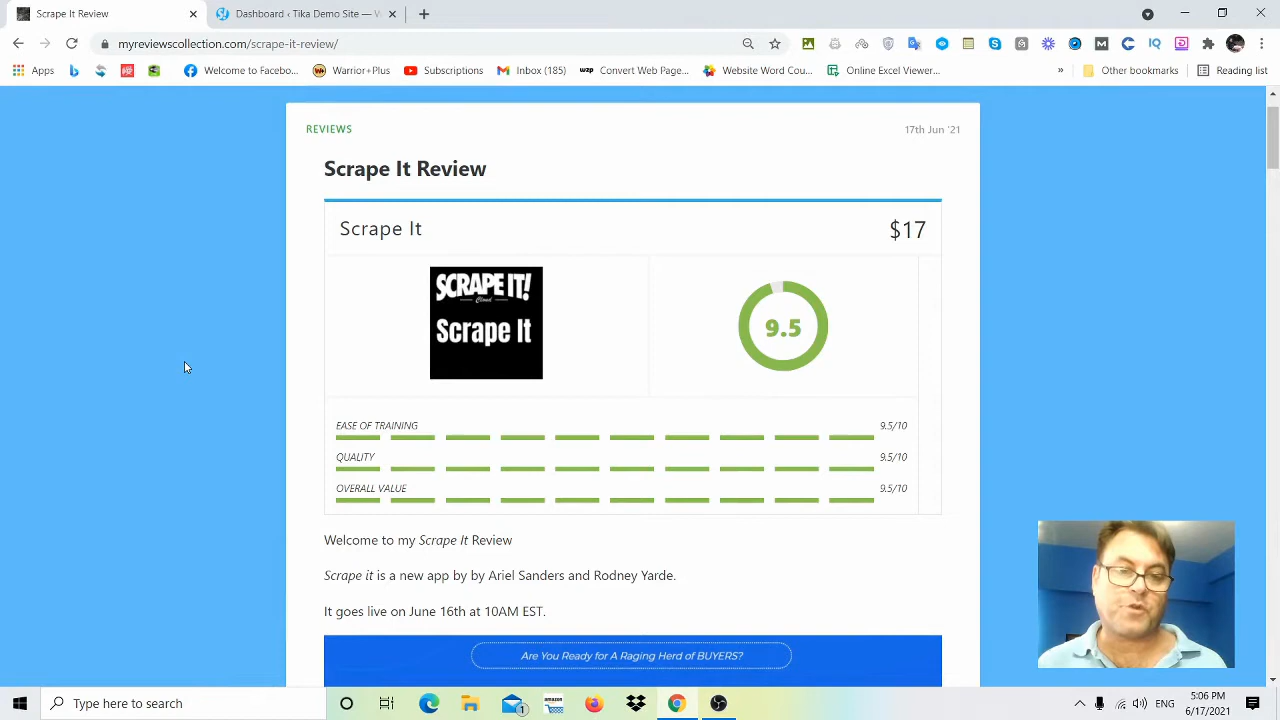 Scrape It Review
Dashboard ‹ Tika Demo Site —
myreviewscollection.com/scrape-it-review/
Apps
Welcome to Facebo...
Warrior+Plus
Subscriptions
Inbox (185)
wzp Convert Web Page...
Website Word Cou...
Online Excel Viewer...
»
Other bookmarks
Reading list
REVIEWS
17th Jun '21
Scrape It Review
Scrape It
$17
SCRAPE IT!
Cloud
Scrape It
9.5
EASE OF TRAINING
9.5/10
QUALITY
9.5/10
OVERALL VALUE
9.5/10
Welcome to my Scrape It Review
Scrape it is a new app by by Ariel Sanders and Rodney Yarde.
It goes live on June 16th at 10AM EST.
Are You Ready for A Raging Herd of BUYERS?
Type here to search
amazon
1
5:06 PM
6/17/2021